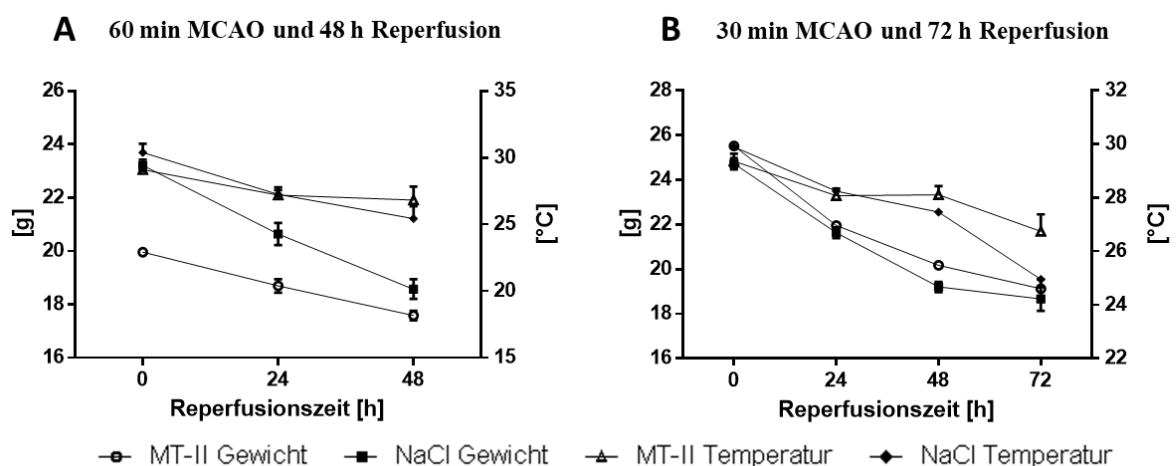 A 60 min MCAO und 48 h Reperfusion
26
24
22
20
18
16
[g]
35
30
25
20
15
[°C]
0 24 48
Reperfusionszeit [h]
B 30 min MCAO und 72 h Reperfusion
28
26
24
22
20
18
16
[g]
32
30
28
26
24
22
[°C]
0 24 48 72
Reperfusionszeit [h]
MT-II Gewicht NaCl Gewicht MT-II Temperatur NaCl Temperatur